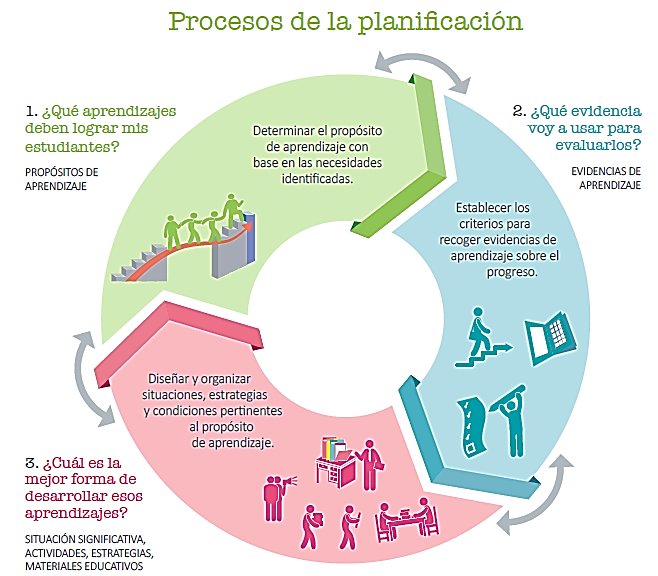 Procesos de la planificación
1. ¿Qué aprendizajes
deben lograr mis
estudiantes?
PROPÓSITOS DE
APRENDIZAJE
Determinar el propósito
de aprendizaje con
base en las necesidades
identificadas.
2. ¿Qué evidencia
voy a usar para
evaluarlos?
EVIDENCIAS DE
APRENDIZAJE
Establecer los
criterios para
recoger evidencias de
aprendizaje sobre el
progreso.
Diseñar y organizar
situaciones, estrategias
y condiciones pertinentes
al propósito
de aprendizaje.
3. ¿Cuál es la
mejor forma de
desarrollar esos
aprendizajes?
SITUACIÓN SIGNIFICATIVA,
ACTIVIDADES, ESTRATEGIAS,
MATERIALES EDUCATIVOS